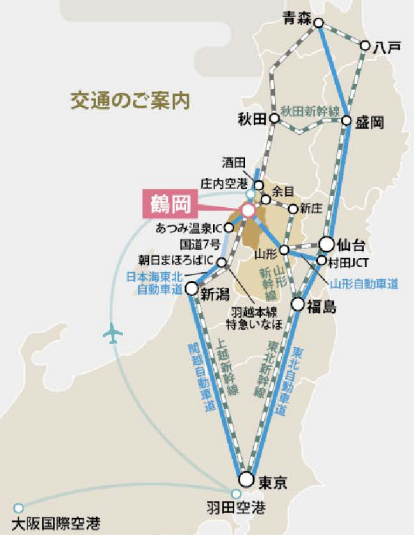 青森
八戸
交通のご案内
秋田新幹線
秋田
盛岡
酒田
庄内空港
余目
鶴岡
新庄
あつみ温泉IC
国道7号
仙台
山形
朝日まほろばIC
村田JCT
日本海東北
自動車道
山形自動車道
山形
新幹線
新潟
羽越本線
特急いなほ
福島
関越自動車道
上越新幹線
東北新幹線
東北自動車道
東京
羽田空港
大阪国際空港